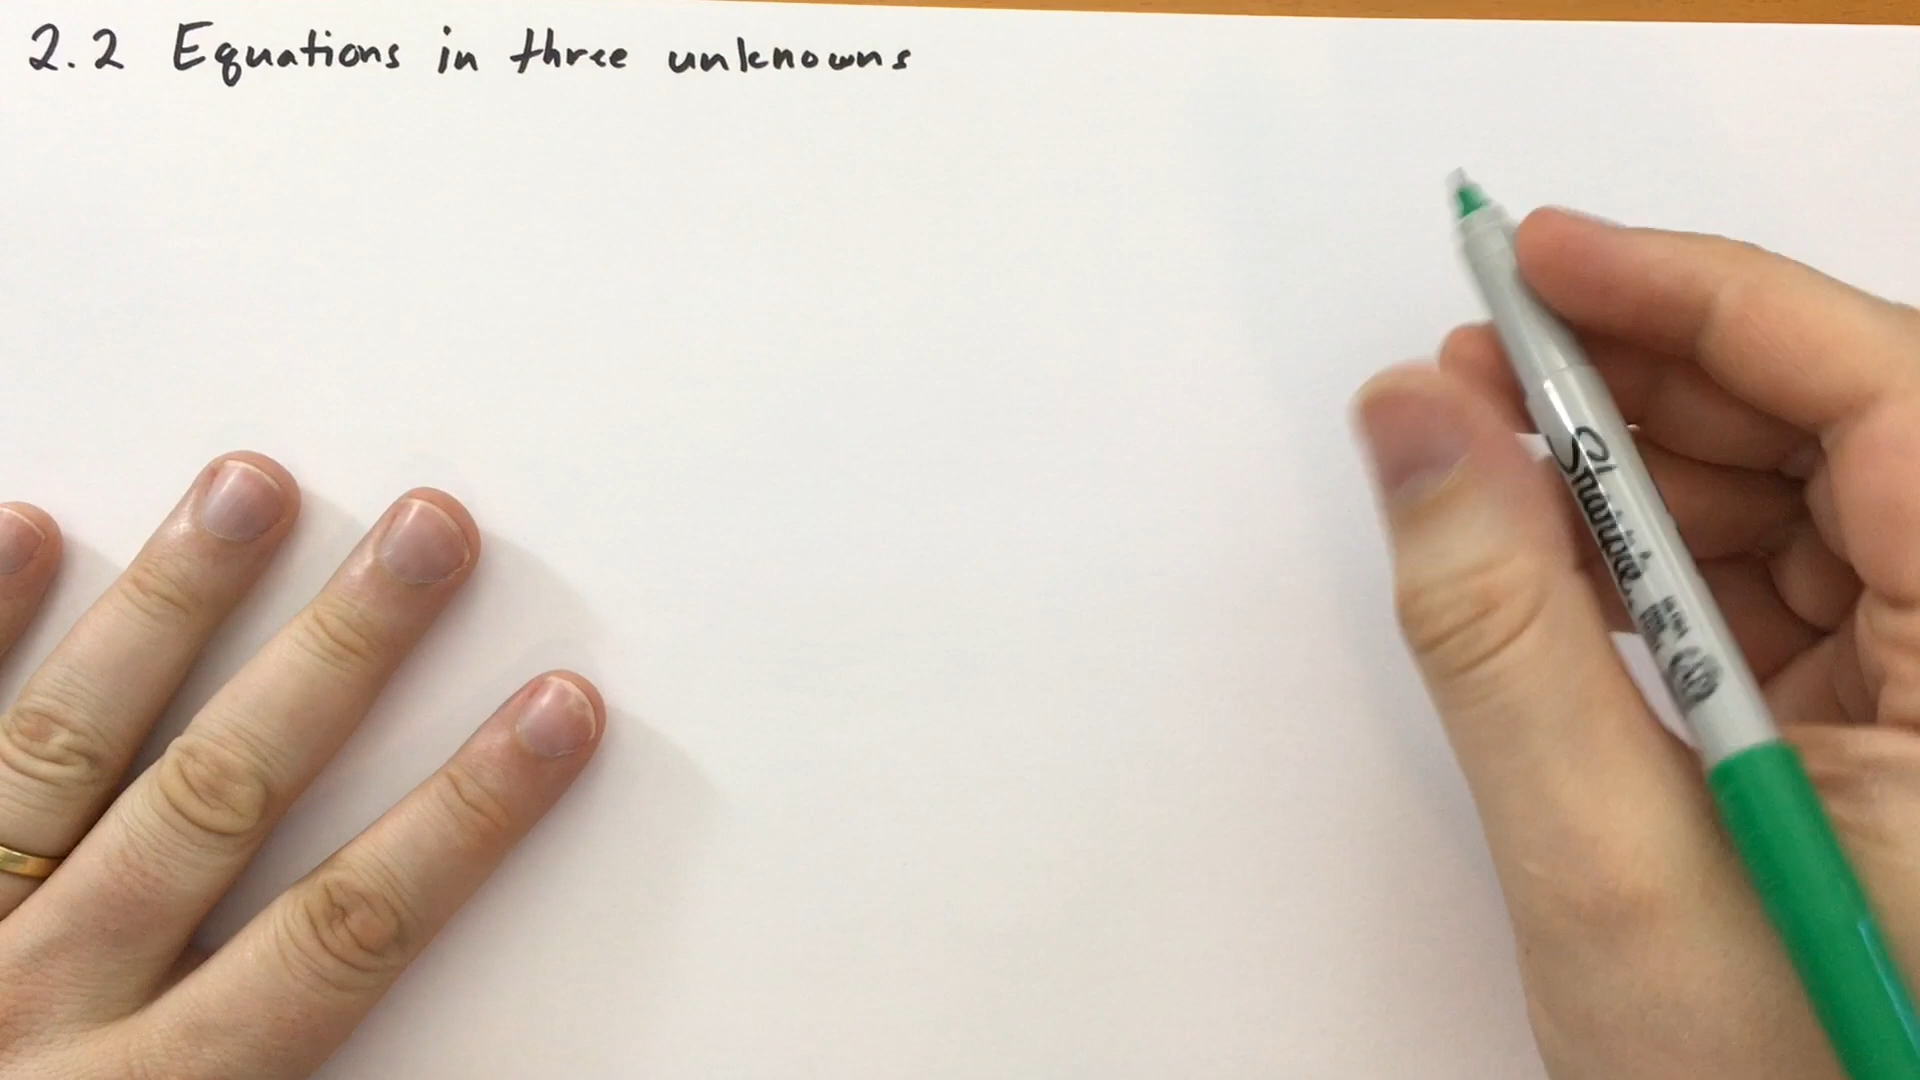 2.2 Equations in three unknowns
Sharpie.